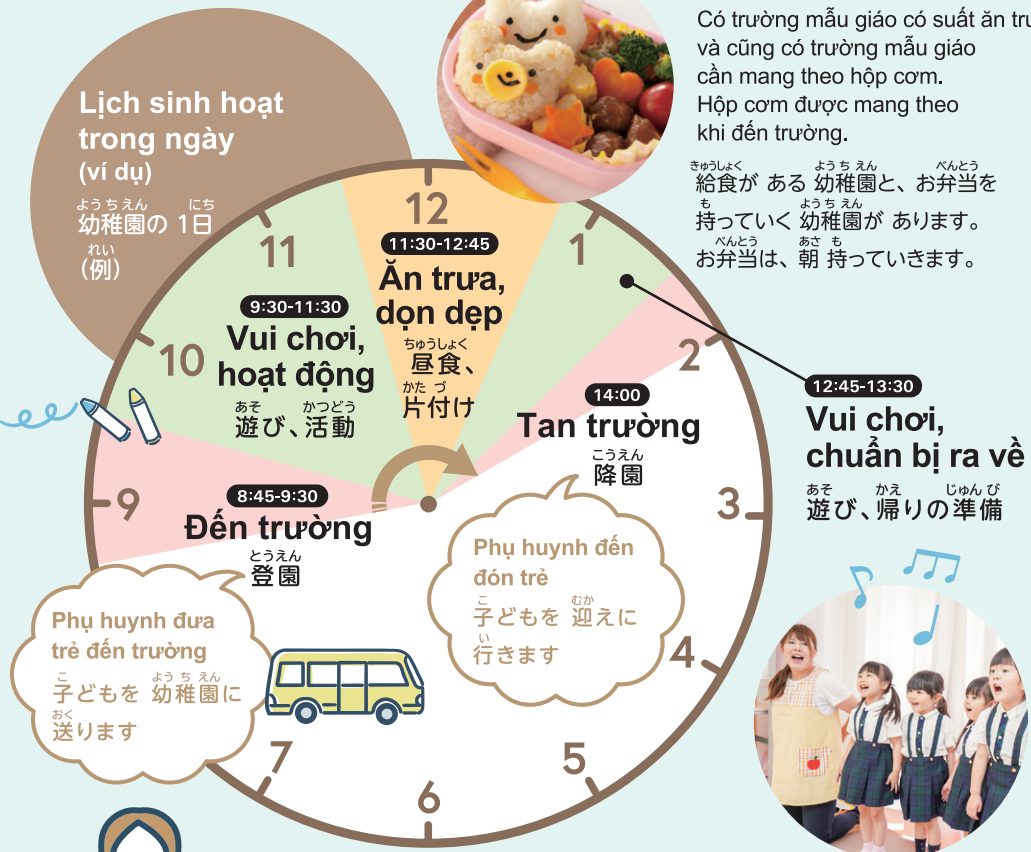 Có trường mẫu giáo có suất ăn
và cũng có trường mẫu giáo
cần mang theo hộp cơm.
Hộp cơm được mang theo
khi đến trường.
きゅうしょく ようちえん べんとう
給食が ある 幼稚園と、お弁当を
も ようちえん
持っていく 幼稚園が あります。
べんとう あさ も
お弁当は、朝 持っていきます。
Lịch sinh hoạt
trong ngày
(ví dụ)
ようちえん にち
幼稚園の 1日
れい
(例)
12
11:30-12:45
Ăn trưa,
dọn dẹp
ちゅうしょく
昼食、
かた づ
片付け
11
1
9:30-11:30
Vui chơi,
hoạt động
あそ かつどう
遊び、活動
10
2
14:00
Tan trường
こうえん
降園
12:45-13:30
Vui chơi,
chuẩn bị ra về
あそ かえ じゅんび
遊び、帰りの準備
9
8:45-9:30
Đến trường
とうえん
登園
3
Phụ huynh đến
đón trẻ
こ むか
子どもを 迎えに
い
行きます
Phụ huynh đưa
trẻ đến trường
こ ようちえん
子どもを 幼稚園に
おく
送ります
4
7
5
6